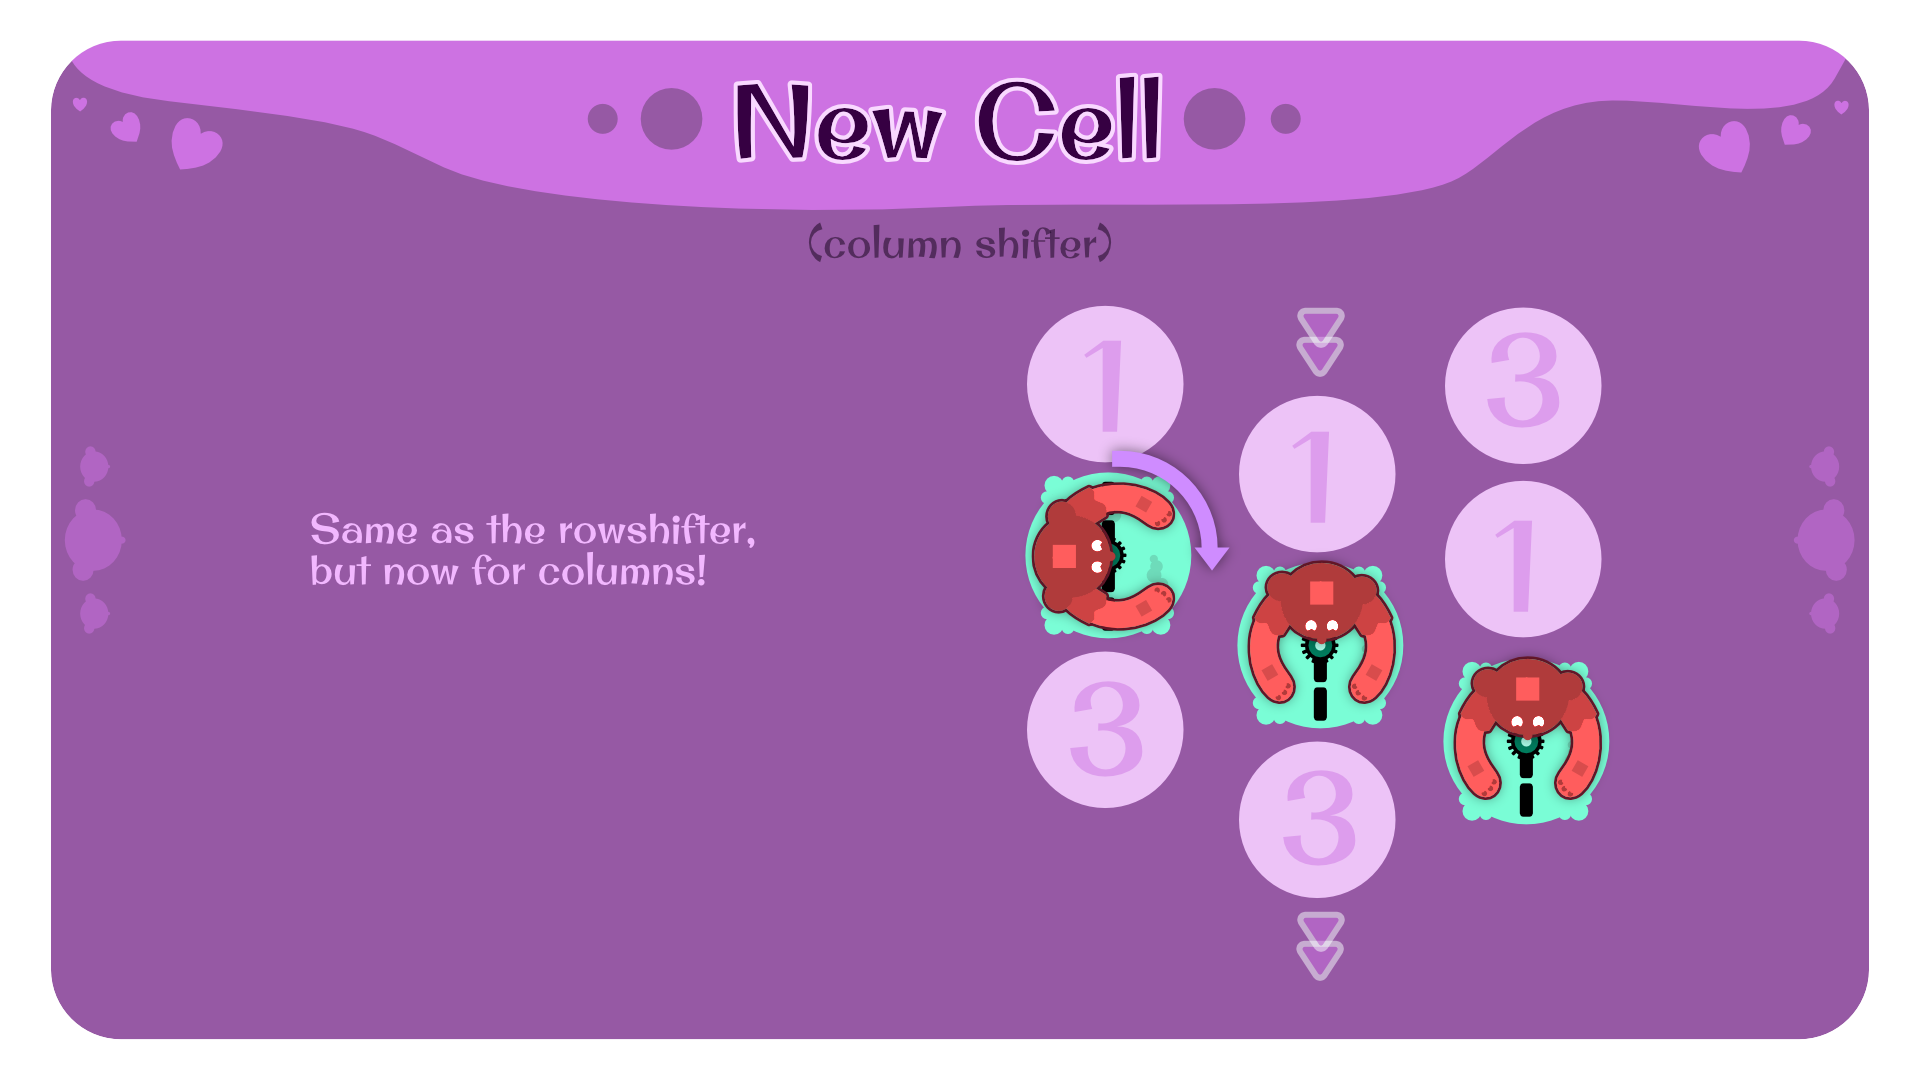 New Cell
(column shifter)
Same as the rowshifter,
but now for columns!
1
3
1
3
3
1